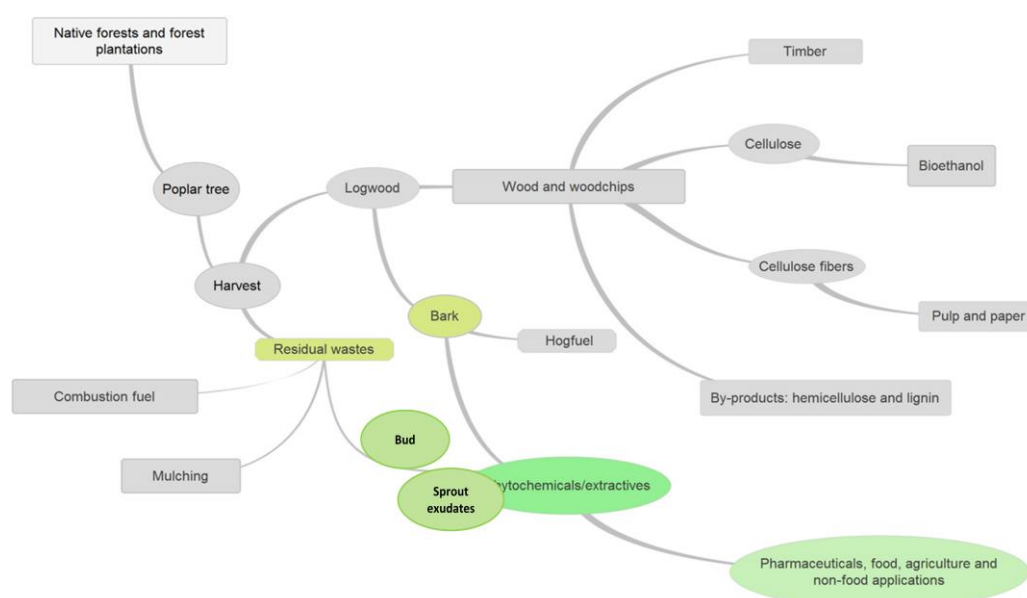 Native forests and forest
plantations
Timber
Cellulose
Bioethanol
Poplar tree
Logwood
Wood and woodchips
Harvest
Cellulose fibers
Bark
Pulp and paper
Hogfuel
Residual wastes
Combustion fuel
By-products: hemicellulose and lignin
Bud
Mulching
Sprout
exudates
hytochemicals/extractives
Pharmaceuticals, food, agriculture and
non-food applications